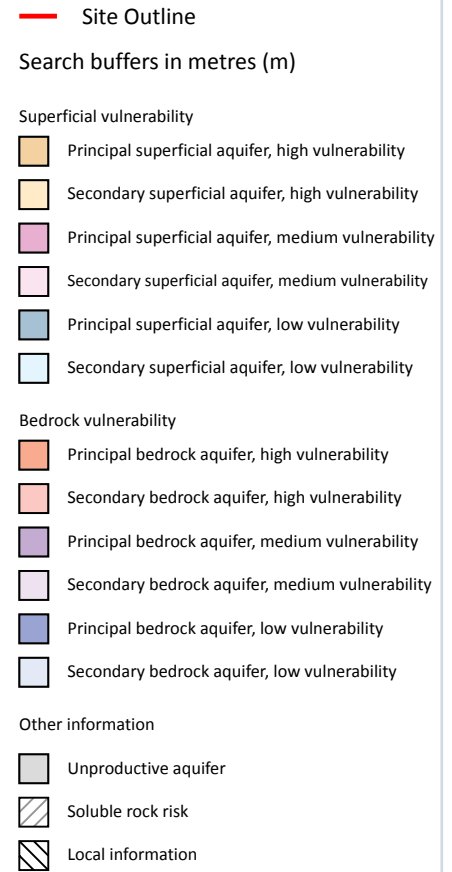 Site Outline
Search buffers in metres (m)
Superficial vulnerability
Principal superficial aquifer, high vulnerability
Secondary superficial aquifer, high vulnerability
Principal superficial aquifer, medium vulnerability
Secondary superficial aquifer, medium vulnerability
Principal superficial aquifer, low vulnerability
Secondary superficial aquifer, low vulnerability
Bedrock vulnerability
Principal bedrock aquifer, high vulnerability
Secondary bedrock aquifer, high vulnerability
Principal bedrock aquifer, medium vulnerability
Secondary bedrock aquifer, medium vulnerability
Principal bedrock aquifer, low vulnerability
Secondary bedrock aquifer, low vulnerability
Other information
Unproductive aquifer
Soluble rock risk
Local information